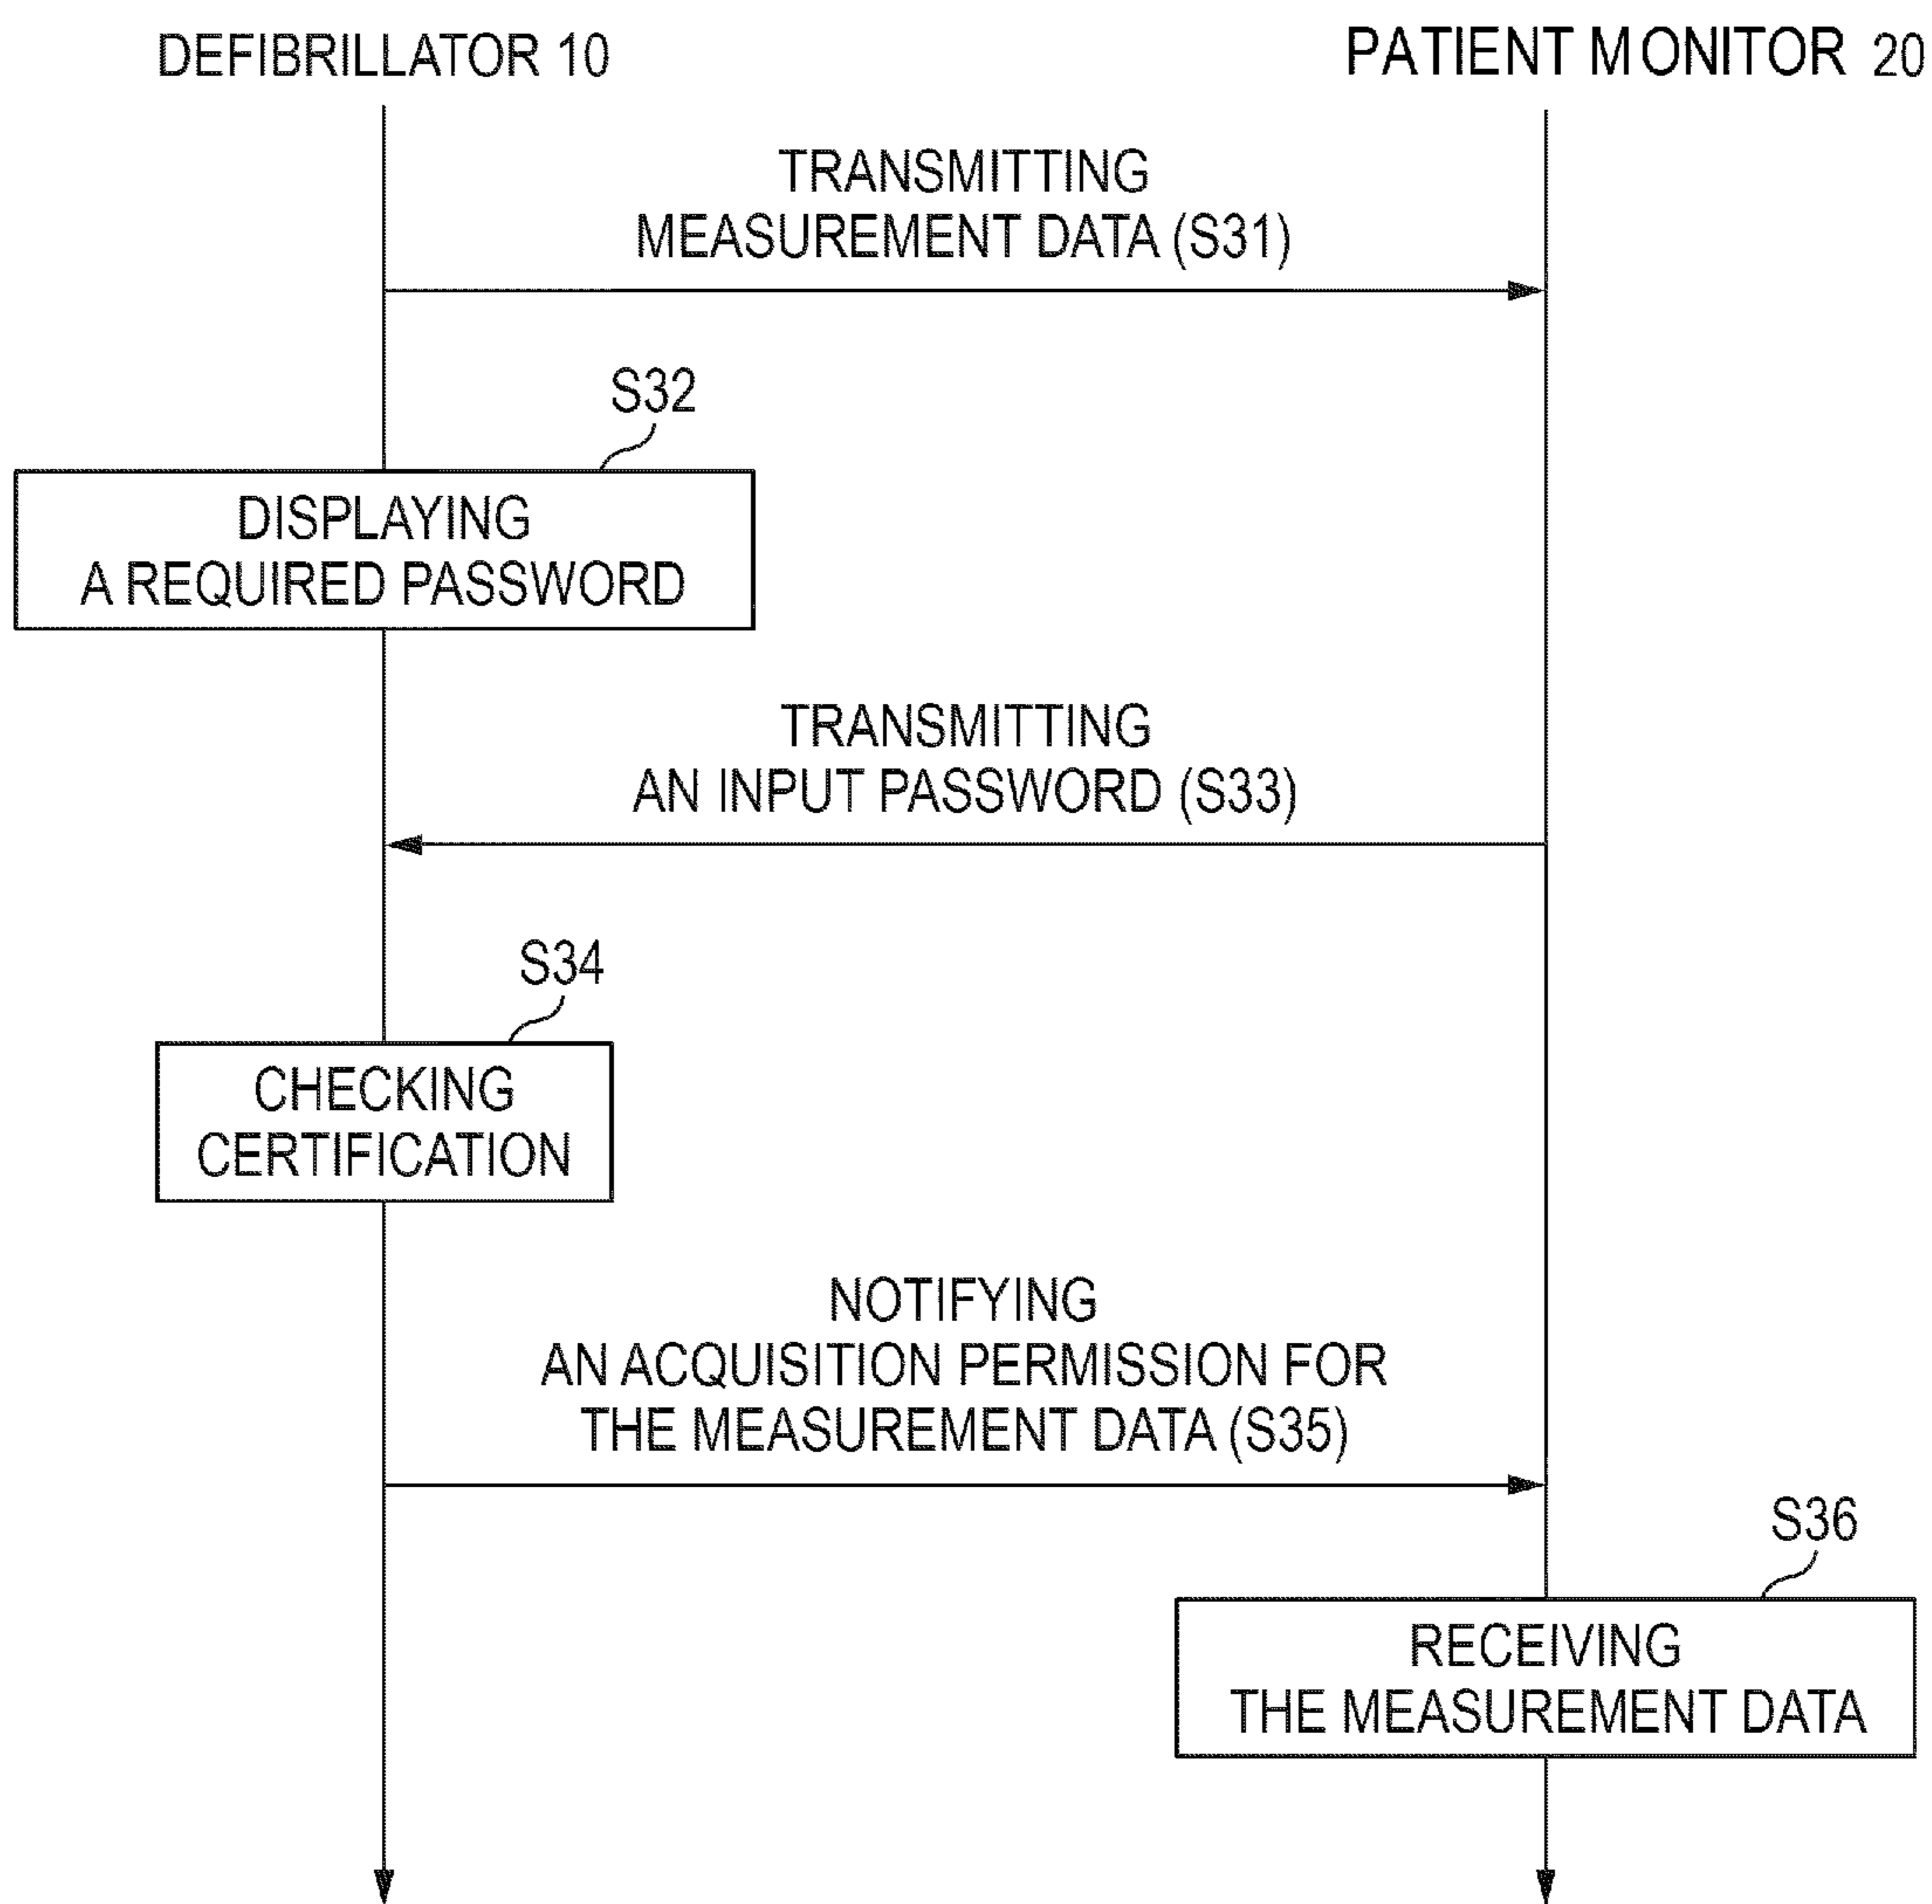 DEFIBRILLATOR 10
PATIENT MONITOR 20
TRANSMITTING
MEASUREMENT DATA (S31)
S32
DISPLAYING
A REQUIRED PASSWORD
TRANSMITTING
AN INPUT PASSWORD (S33)
S34
CHECKING
CERTIFICATION
NOTIFYING
AN ACQUISITION PERMISSION FOR
THE MEASUREMENT DATA (S35)
S36
RECEIVING
THE MEASUREMENT DATA